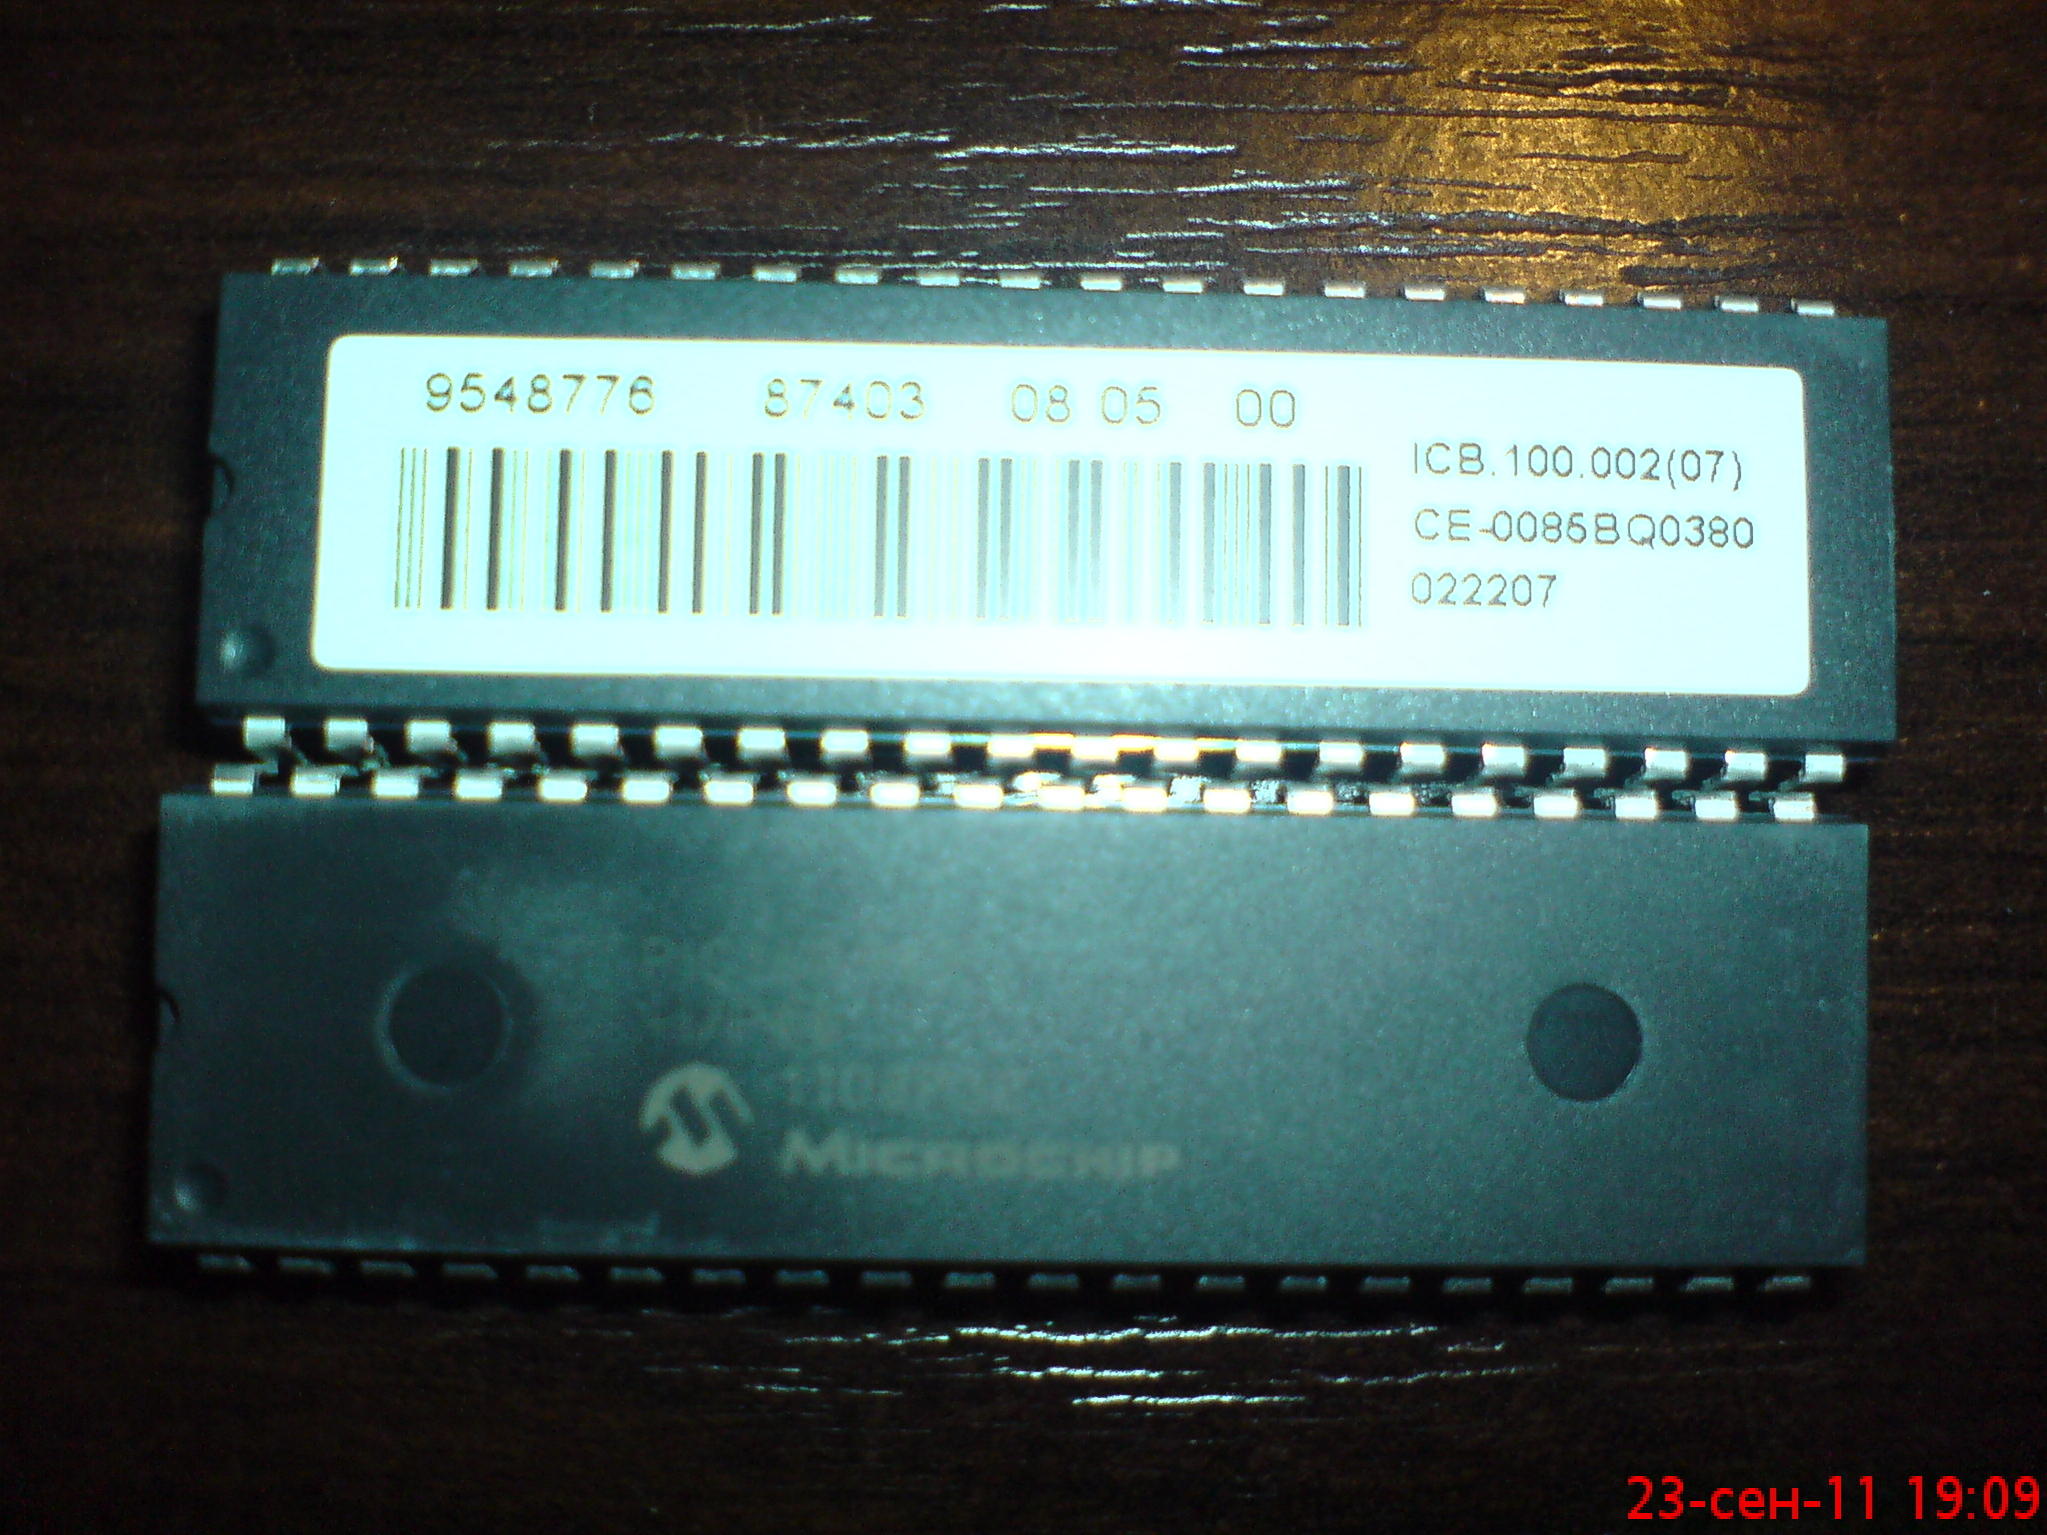 9548776 87403 08 05 00
ICB.100.002(07)
CE-0085BQ0380
022207
MICROCHIP
23-сен-11 19:09